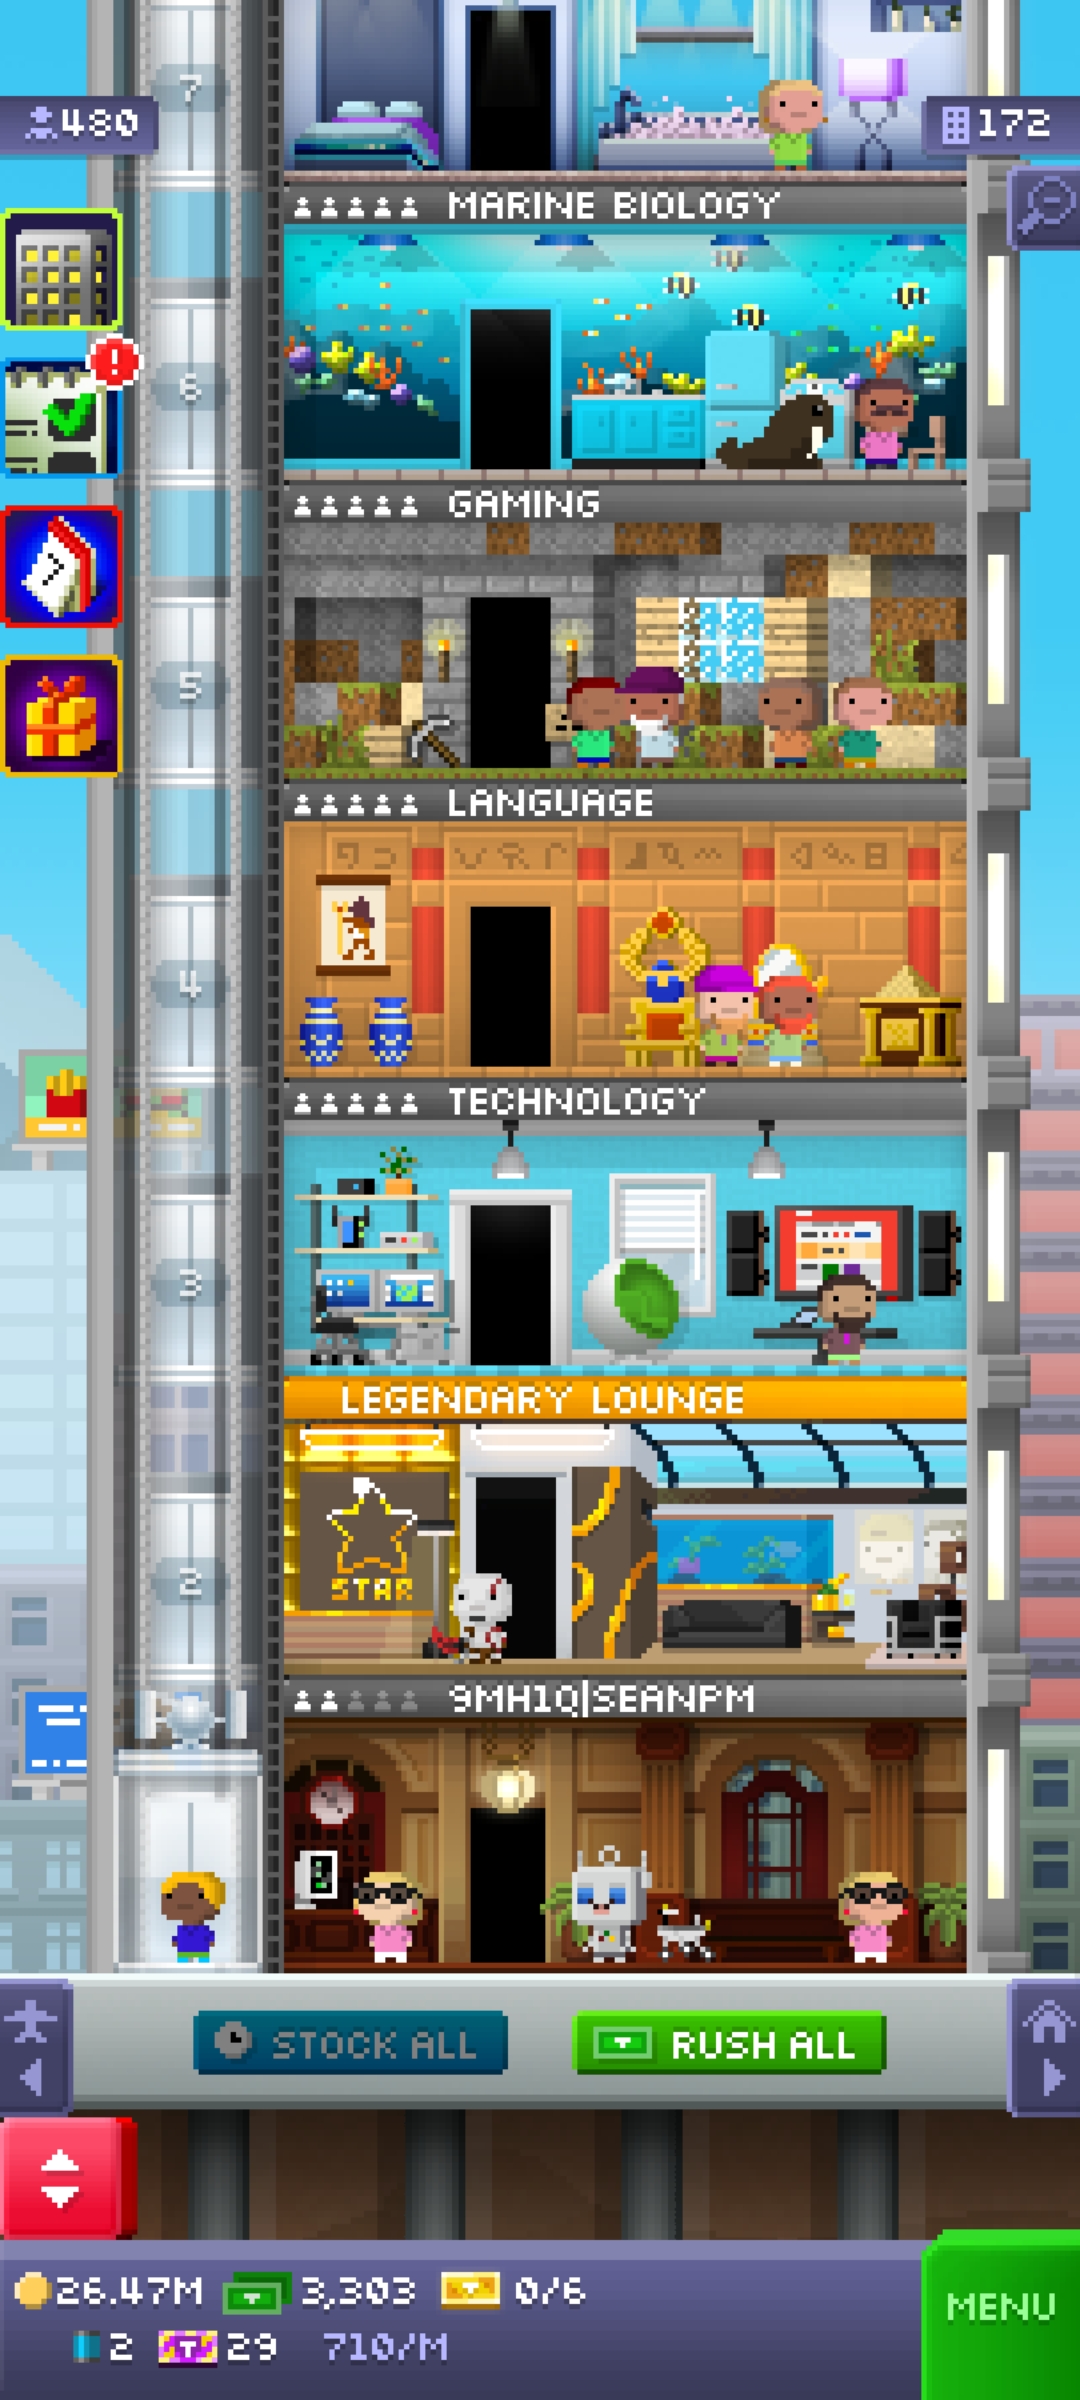 7
480
172
MARINE BIOLOGY
6
GAMING
5
LANGUAGE
4
TECHNOLOGY
3
LEGENDARY LOUNGE
STAR
2
9MH1Q|SEANPM
STOCK ALL
RUSH ALL
26.47M 3,303 0/6
2 29 710/M
MENU